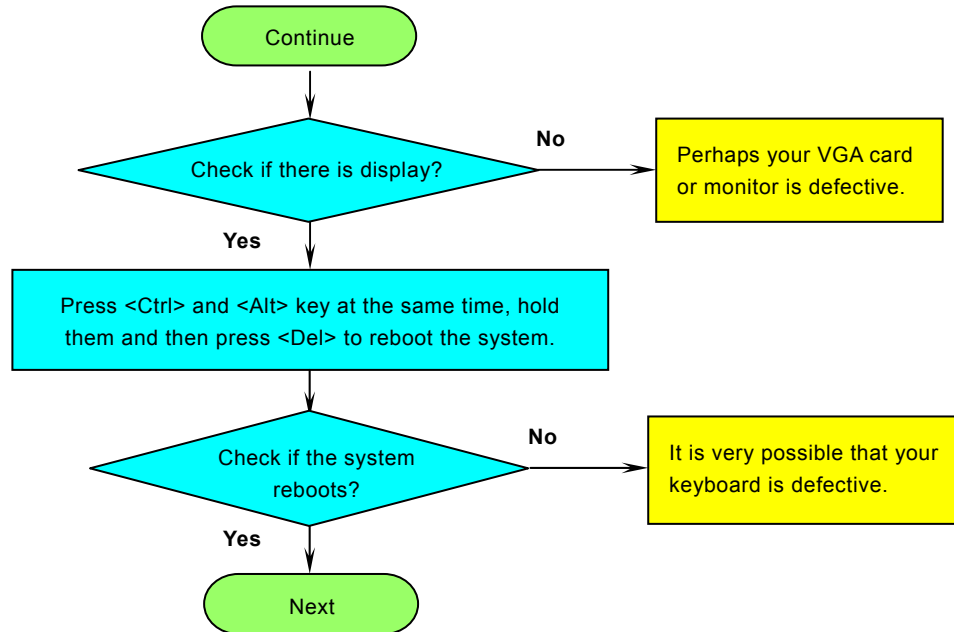 Continue
Check if there is display?
No
Perhaps your VGA card
or monitor is defective.
Yes
Press <Ctrl> and <Alt> key at the same time, hold
them and then press <Del> to reboot the system.
Check if the system
reboots?
No
It is very possible that your
keyboard is defective.
Yes
Next